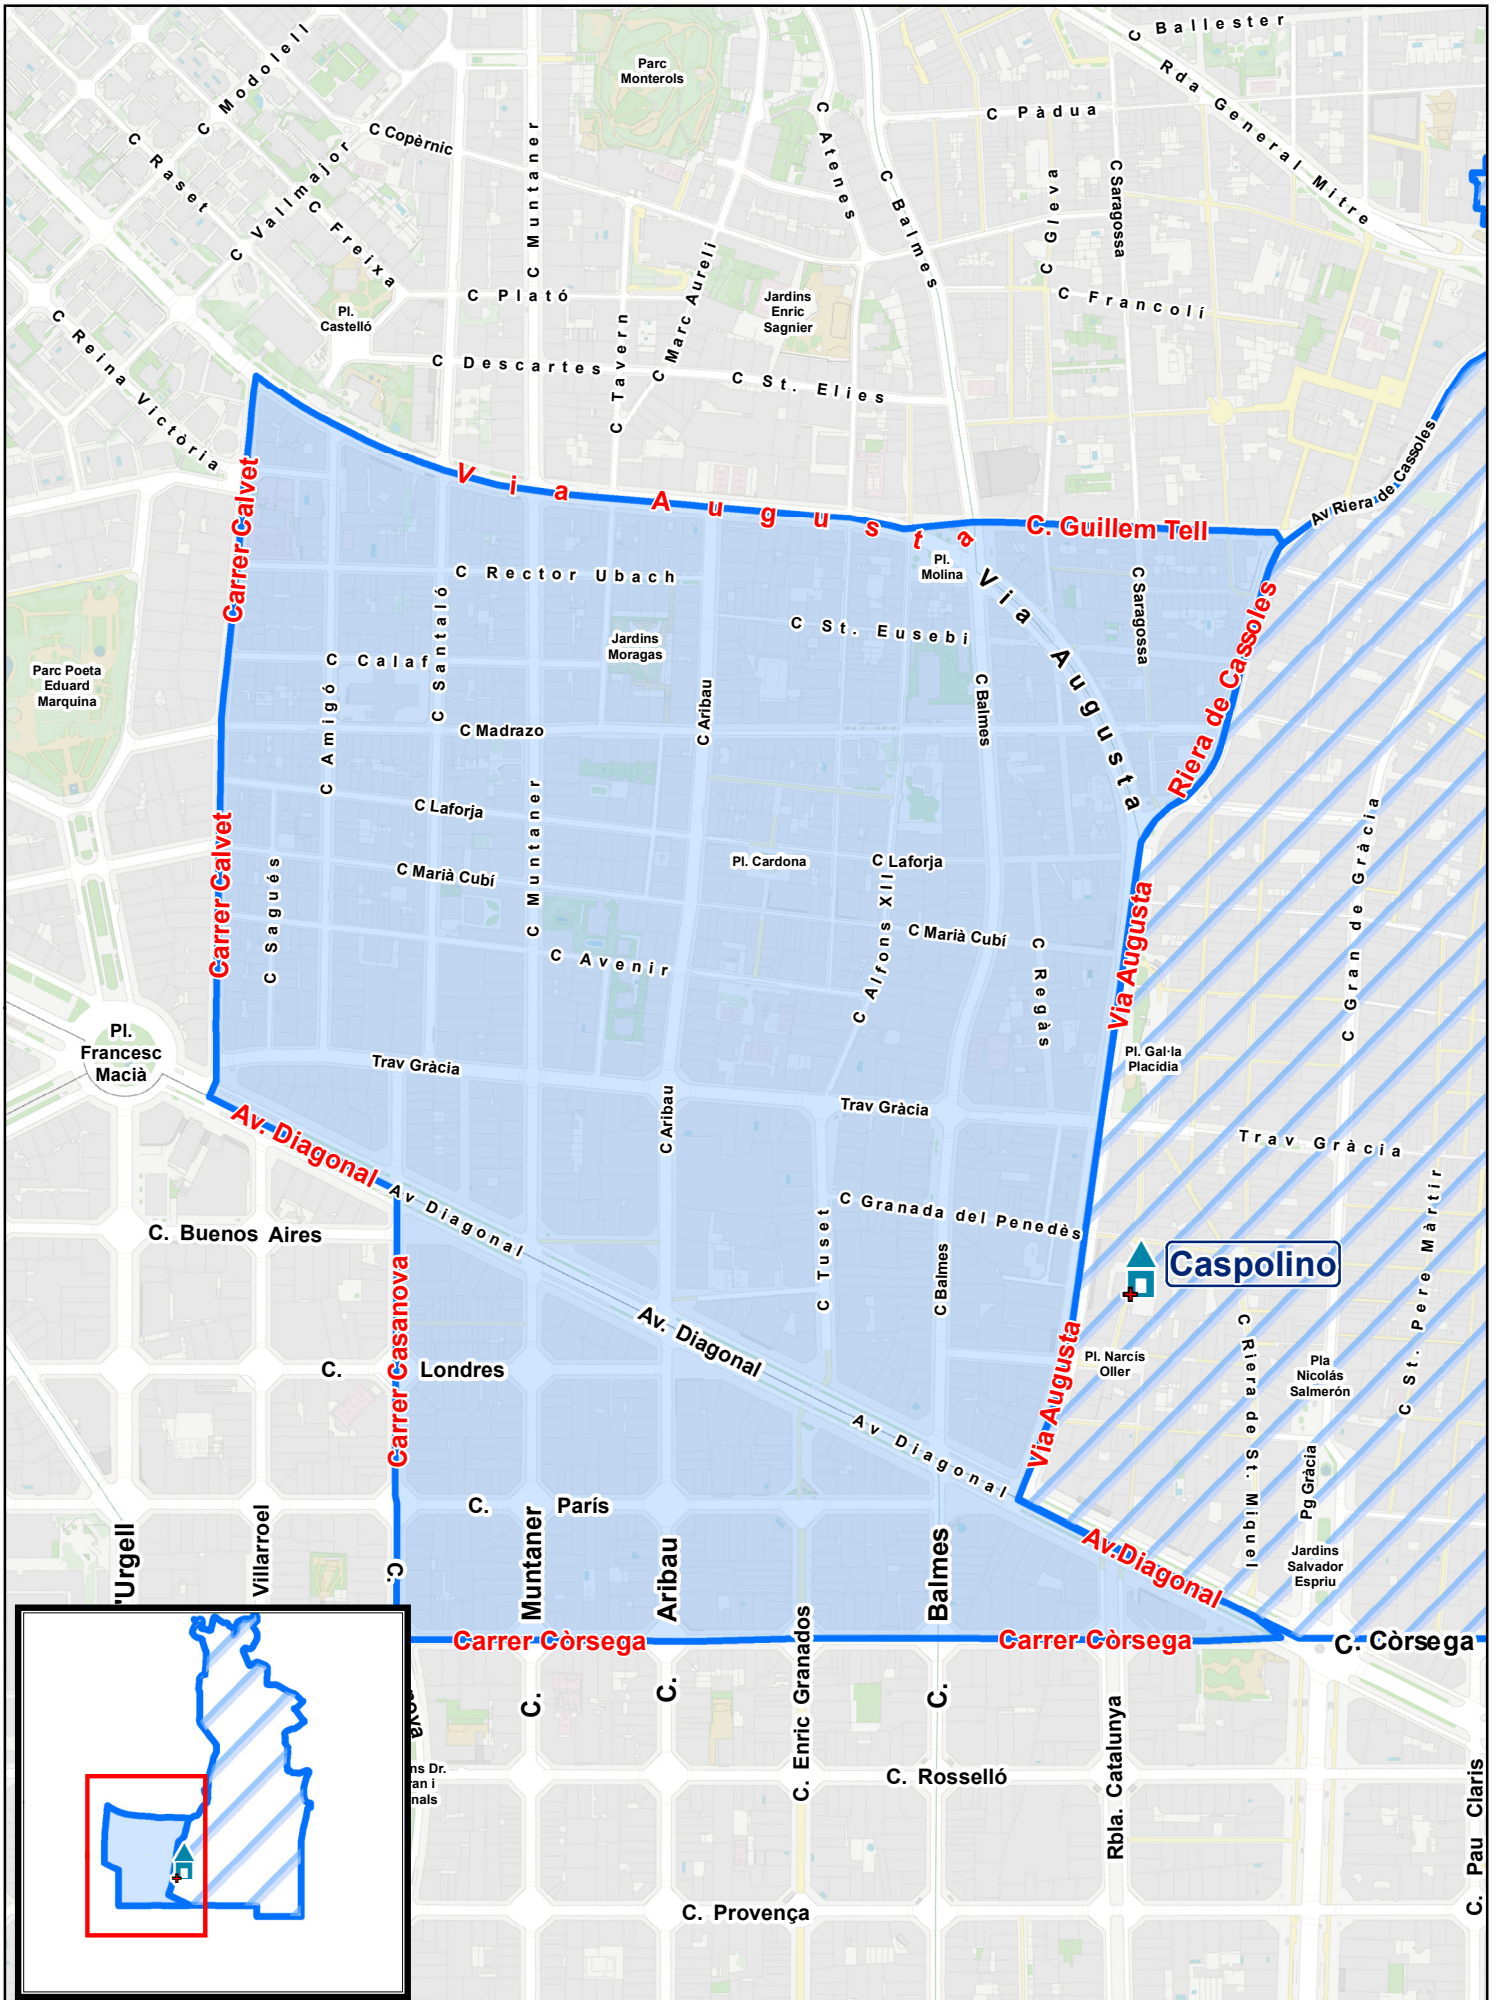 C Ballester
C Modolell
Parc
Monterols
Rda General Mitre
C Pàdua
C Atenes
C Copèrnic
C Raset
C Muntaner
C Vallmajor
C Balmes
C Gleva
C Saragossa
C Freixa
C Marc Aureli
C Plató
Jardins
Enric
Sagnier
C Francolí
Pl.
Castelló
C Reina Victòria
C Tavern
C Descartes
C St. Elies
Av Riera de Cassoles
Carrer Calvet
Via Augusta
C. Guillem Tell
Pl.
Molina
Via Augusta
C Rector Ubach
C Saragossa
C Santaló
C St. Eusebi
Jardins
Moragas
Riera de Cassoles
Parc Poeta
Eduard
Marquina
C Calaf
C Amigó
C Aribau
C Balmes
C Madrazo
C Laforja
C Muntaner
Carrer Calvet
C Sagués
C Marià Cubí
Pl. Cardona
C Laforja
C Alfons XII
C Marià Cubí
C Regàs
Via Augusta
C Gran de Gràcia
C Avenir
Pl.
Francesc
Macià
Trav Gràcia
Pl. Gal·la
Placídia
Av. Diagonal
C Aribau
Trav Gràcia
Trav Gràcia
Av Diagonal
C. Buenos Aires
C Granada del Penedès
C Tuset
C Balmes
C St. Pere Màrtir
Caspolino
Carrer Casanova
Av. Diagonal
C. Londres
Via Augusta
Pl. Narcís
Oller
C Riera de St. Miquel
Pla
Nicolás
Salmerón
Av Diagonal
Pg Gràcia
C. París
'Urgell
Villarroel
C.
C. Muntaner
C. Aribau
C. Balmes
Av.Diagonal
Jardins
Salvador
Espriu
Carrer Còrsega
Carrer Còrsega
C. Còrsega
C. Enric Granados
nova
Rbla. Catalunya
ns Dr.
ran i
nals
C. Rosselló
C. Pau Claris
C. Provença